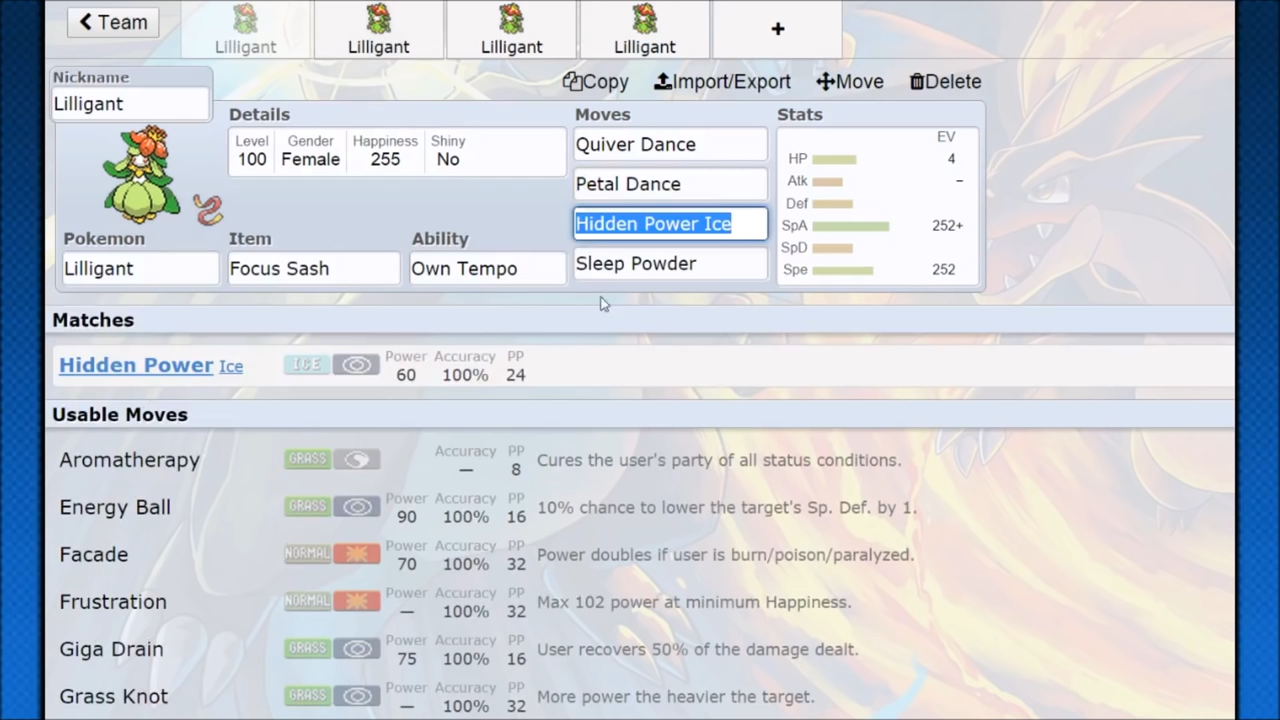 Team
Lilligant
Lilligant
Lilligant
Lilligant
+
Copy
Import/Export
Move
Delete
Nickname
Lilligant
Details
Level Gender Happiness Shiny
100 Female 255 No
Pokemon
Lilligant
Item
Focus Sash
Ability
Own Tempo
Moves
Quiver Dance
Petal Dance
Hidden Power Ice
Sleep Powder
Stats
EV
HP 4
Atk –
Def
SpA 252+
SpD
Spe 252
Matches
Hidden Power Ice ICE Power 60 Accuracy 100% PP 24
Usable Moves
Aromatherapy GRASS Accuracy — PP 8 Cures the user's party of all status conditions.
Energy Ball GRASS Power 90 Accuracy 100% PP 16 10% chance to lower the target's Sp. Def. by 1.
Facade NORMAL Power 70 Accuracy 100% PP 32 Power doubles if user is burn/poison/paralyzed.
Frustration NORMAL Power — Accuracy 100% PP 32 Max 102 power at minimum Happiness.
Giga Drain GRASS Power 75 Accuracy 100% PP 16 User recovers 50% of the damage dealt.
Grass Knot GRASS Power — Accuracy 100% PP 32 More power the heavier the target.